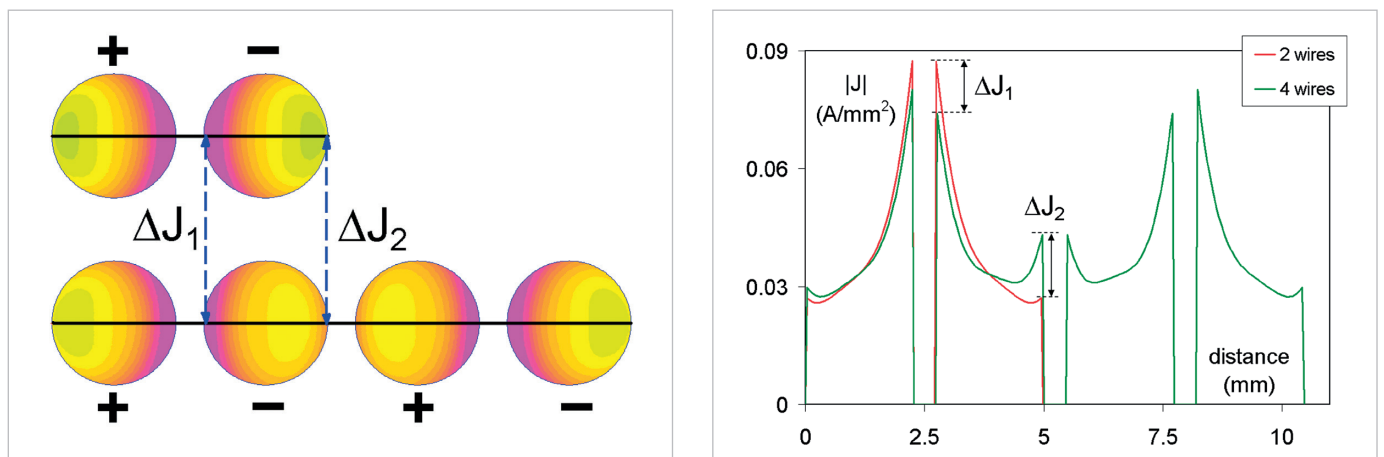 + −
ΔJ₁ ΔJ₂
+ − + −
0.09
0.06
0.03
0
|J|
(A/mm²)
ΔJ₁
ΔJ₂
2 wires
4 wires
distance
(mm)
0 2.5 5 7.5 10